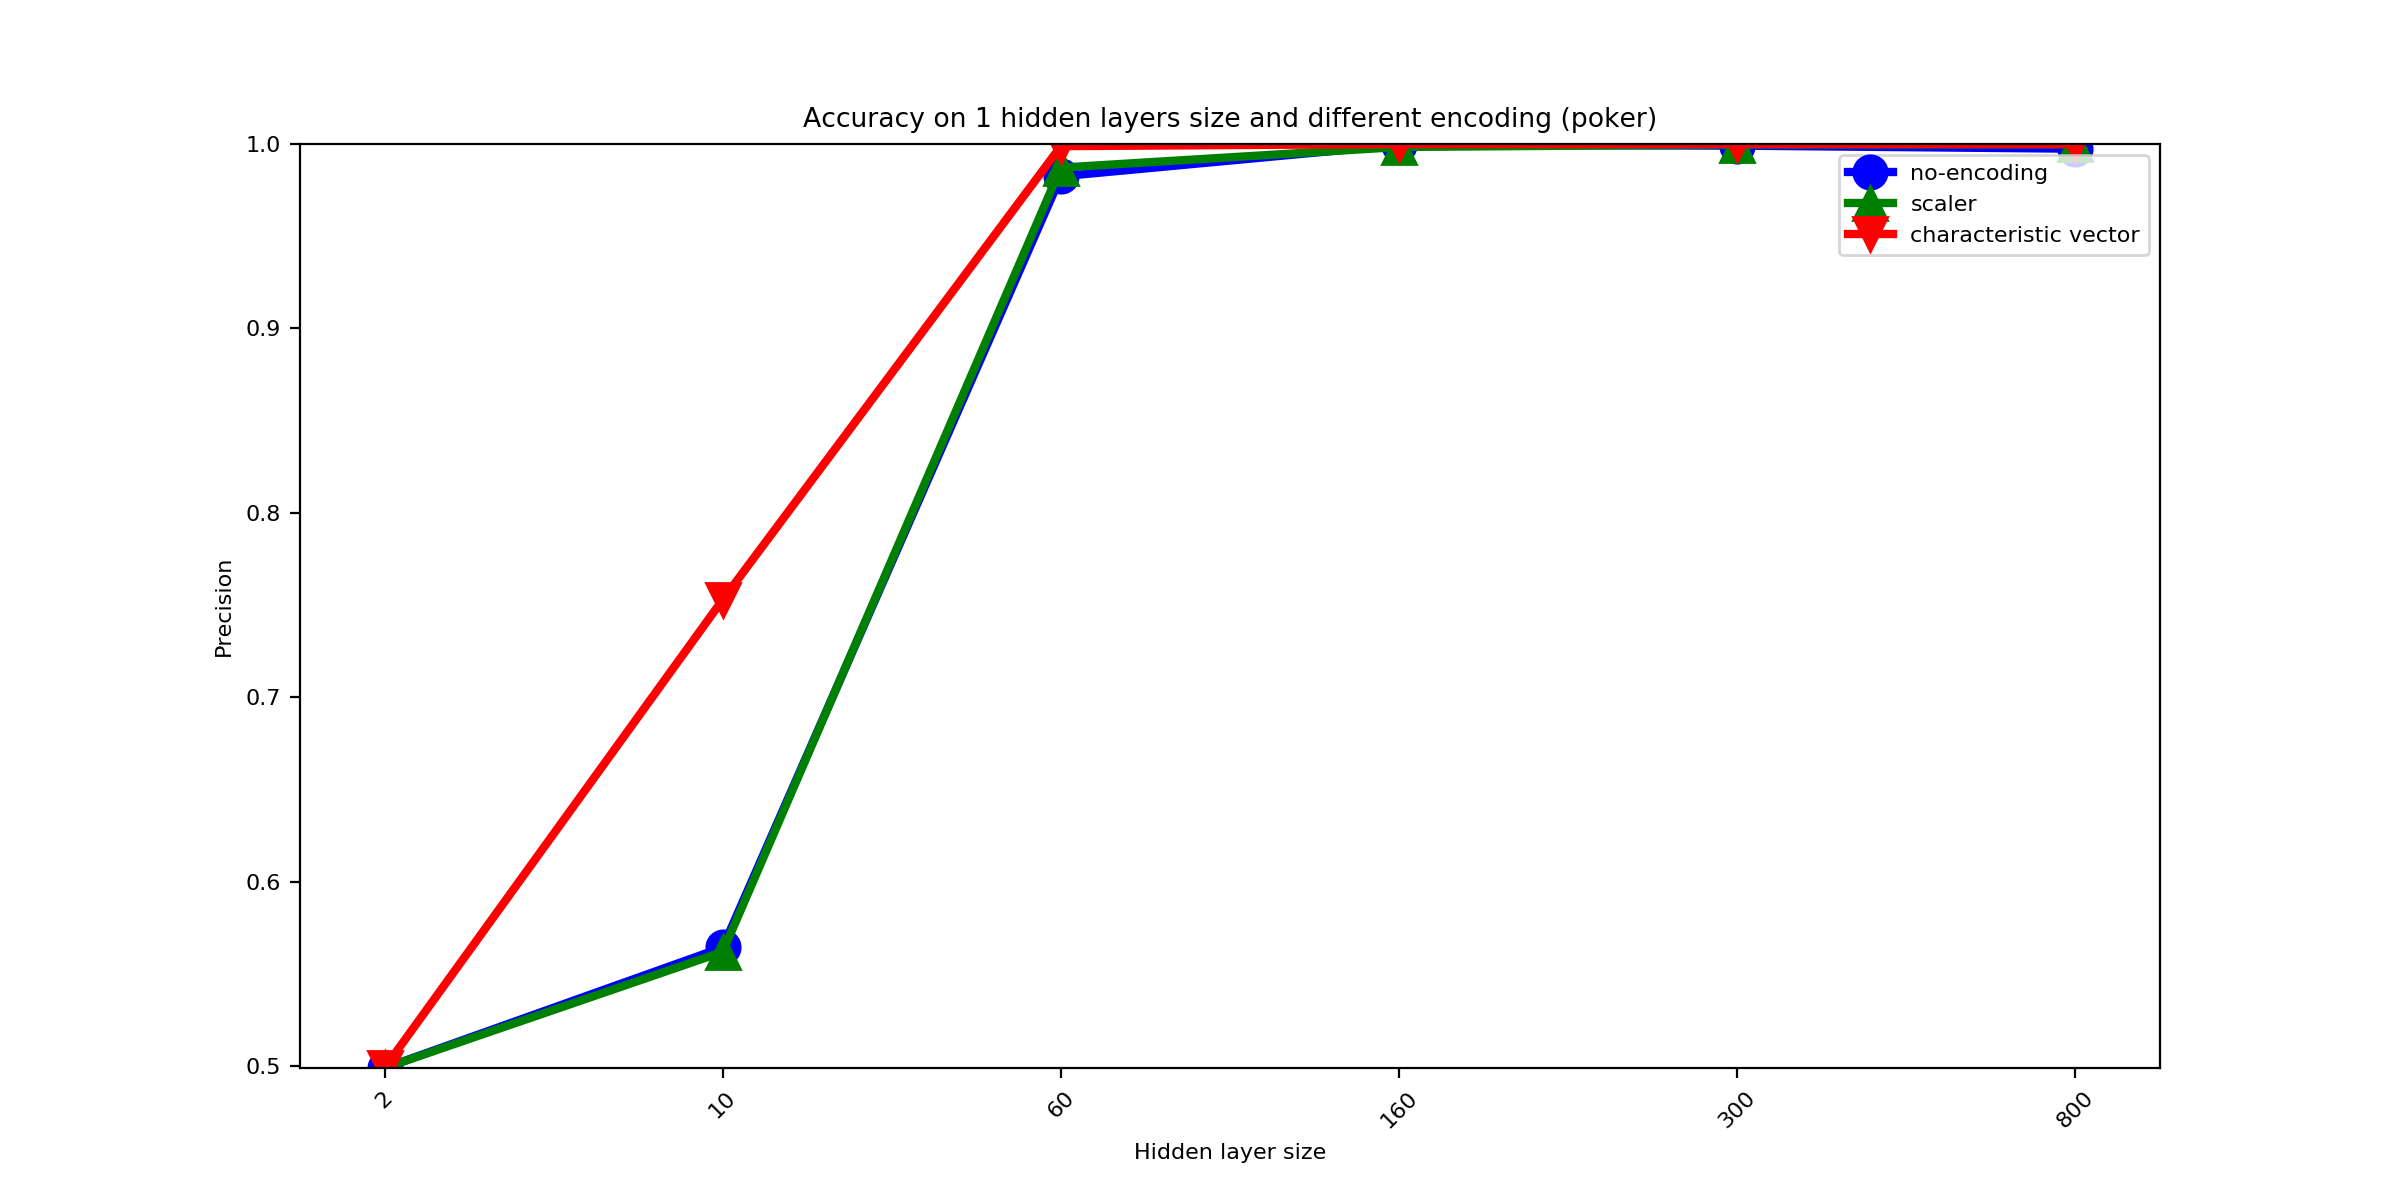 Accuracy on 1 hidden layers size and different encoding (poker)
1.0
0.9
0.8
0.7
0.6
0.5
Precision
no-encoding
scaler
characteristic vector
2
10
60
160
300
800
Hidden layer size